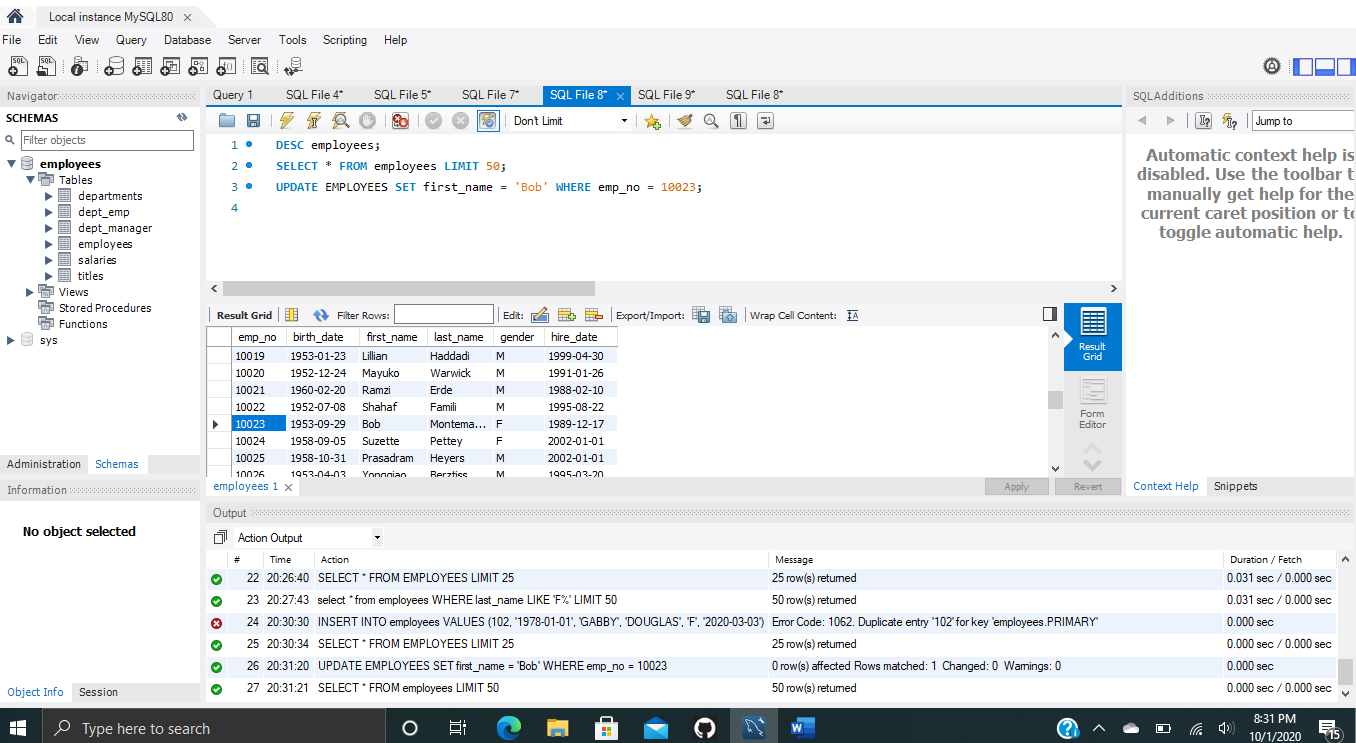 Local instance MySQL80
File Edit View Query Database Server Tools Scripting Help
Navigator
SCHEMAS
Filter objects
employees
Tables
departments
dept_emp
dept_manager
employees
salaries
titles
Views
Stored Procedures
Functions
sys
Administration Schemas
Information
No object selected
Object Info Session
Query 1 SQL File 4* SQL File 5* SQL File 7* SQL File 8* SQL File 9* SQL File 8*
Don't Limit
1 DESC employees;
2 SELECT * FROM employees LIMIT 50;
3 UPDATE EMPLOYEES SET first_name = 'Bob' WHERE emp_no = 10023;
4
Result Grid Filter Rows: Edit: Export/Import: Wrap Cell Content:
emp_no birth_date first_name last_name gender hire_date
10019 1953-01-23 Lillian Haddadi M 1999-04-30
10020 1952-12-24 Mayuko Warwick M 1991-01-26
10021 1960-02-20 Ramzi Erde M 1988-02-10
10022 1952-07-08 Shahaf Famili M 1995-08-22
10023 1953-09-29 Bob Montema... F 1989-12-17
10024 1958-09-05 Suzette Pettey F 2002-01-01
10025 1958-10-31 Prasadram Heyers M 2002-01-01
10026 1953-04-03 Yongqiao Berztiss M 1995-03-20
Result
Grid
Form
Editor
employees 1 Apply Revert
SQLAdditions
Jump to
Automatic context help is
disabled. Use the toolbar t
manually get help for the
current caret position or to
toggle automatic help.
Context Help Snippets
Output
Action Output
# Time Action Message Duration / Fetch
22 20:26:40 SELECT * FROM EMPLOYEES LIMIT 25 25 row(s) returned 0.031 sec / 0.000 sec
23 20:27:43 select * from employees WHERE last_name LIKE 'F%' LIMIT 50 50 row(s) returned 0.031 sec / 0.000 sec
24 20:30:30 INSERT INTO employees VALUES (102, '1978-01-01', 'GABBY', 'DOUGLAS', 'F', '2020-03-03') Error Code: 1062. Duplicate entry '102' for key 'employees.PRIMARY' 0.000 sec
25 20:30:34 SELECT * FROM EMPLOYEES LIMIT 25 25 row(s) returned 0.000 sec / 0.000 sec
26 20:31:20 UPDATE EMPLOYEES SET first_name = 'Bob' WHERE emp_no = 10023 0 row(s) affected Rows matched: 1 Changed: 0 Warnings: 0 0.000 sec
27 20:31:21 SELECT * FROM employees LIMIT 50 50 row(s) returned 0.000 sec / 0.000 sec
Type here to search
8:31 PM
10/1/2020
15